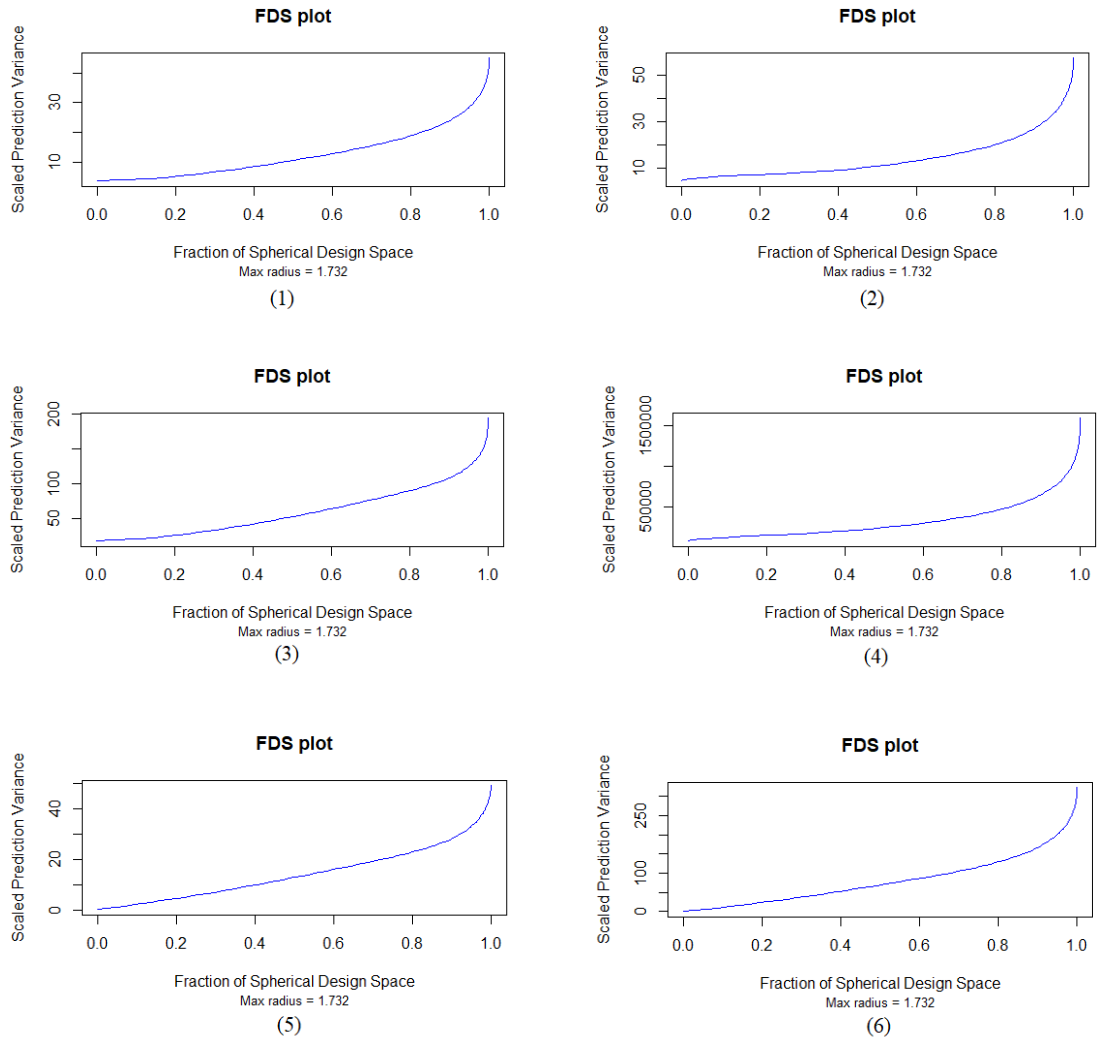 FDS plot
Scaled Prediction Variance
30
10
0.0 0.2 0.4 0.6 0.8 1.0
Fraction of Spherical Design Space
Max radius = 1.732
(1)
FDS plot
Scaled Prediction Variance
50
30
10
0.0 0.2 0.4 0.6 0.8 1.0
Fraction of Spherical Design Space
Max radius = 1.732
(2)
FDS plot
Scaled Prediction Variance
200
100
50
0.0 0.2 0.4 0.6 0.8 1.0
Fraction of Spherical Design Space
Max radius = 1.732
(3)
FDS plot
Scaled Prediction Variance
1500000
500000
0.0 0.2 0.4 0.6 0.8 1.0
Fraction of Spherical Design Space
Max radius = 1.732
(4)
FDS plot
Scaled Prediction Variance
40
20
0
0.0 0.2 0.4 0.6 0.8 1.0
Fraction of Spherical Design Space
Max radius = 1.732
(5)
FDS plot
Scaled Prediction Variance
250
100
0
0.0 0.2 0.4 0.6 0.8 1.0
Fraction of Spherical Design Space
Max radius = 1.732
(6)